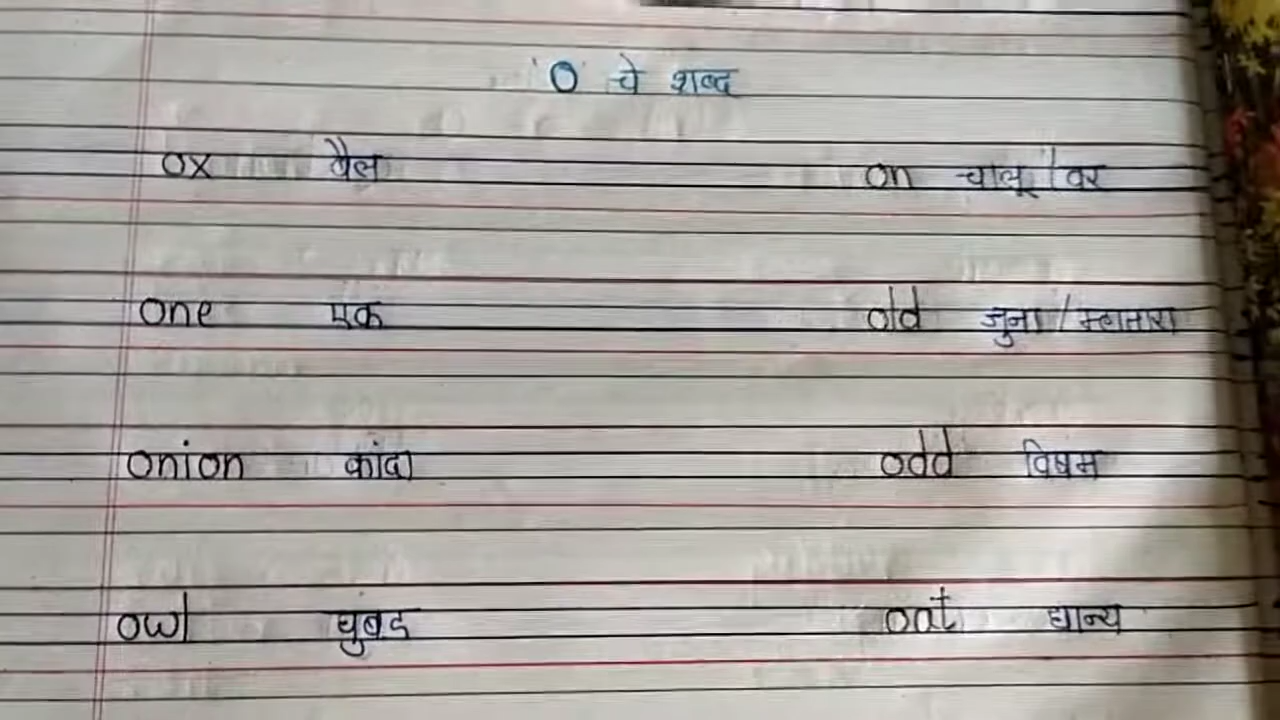 'O' चे शब्द
ox बैल on चालू/वर
one एक old जुना/म्हातारा
onion कांदा odd विषम
owl घुबड oat धान्य